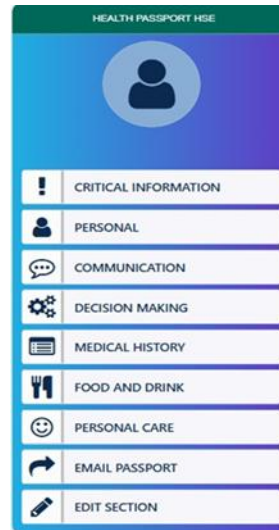 HEALTH PASSPORT HSE
CRITICAL INFORMATION
PERSONAL
COMMUNICATION
DECISION MAKING
MEDICAL HISTORY
FOOD AND DRINK
PERSONAL CARE
EMAIL PASSPORT
EDIT SECTION